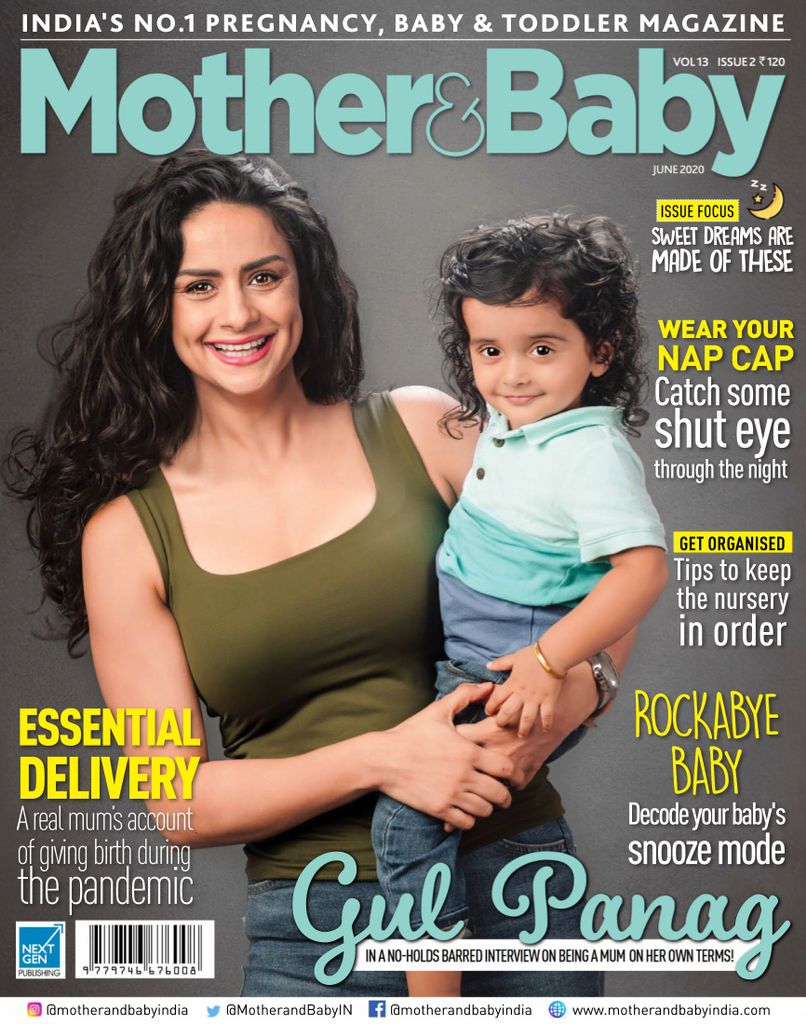 INDIA'S NO.1 PREGNANCY, BABY & TODDLER MAGAZINE
VOL 13 ISSUE 2 ₹120
Mother&Baby
JUNE 2020
zz
ISSUE FOCUS
SWEET DREAMS ARE
MADE OF THESE
WEAR YOUR
NAP CAP
Catch some
shut eye
through the night
GET ORGANISED
Tips to keep
the nursery
in order
ROCKABYE
BABY
Decode your baby's
snooze mode
ESSENTIAL
DELIVERY
A real mum's account
of giving birth during
the pandemic
Gul Panag
IN A NO-HOLDS BARRED INTERVIEW ON BEING A MUM ON HER OWN TERMS!
NEXT
GEN
PUBLISHING
9 779746 676008
@motherandbabyindia @MotherandBabyIN @motherandbabyindia www.motherandbabyindia.com